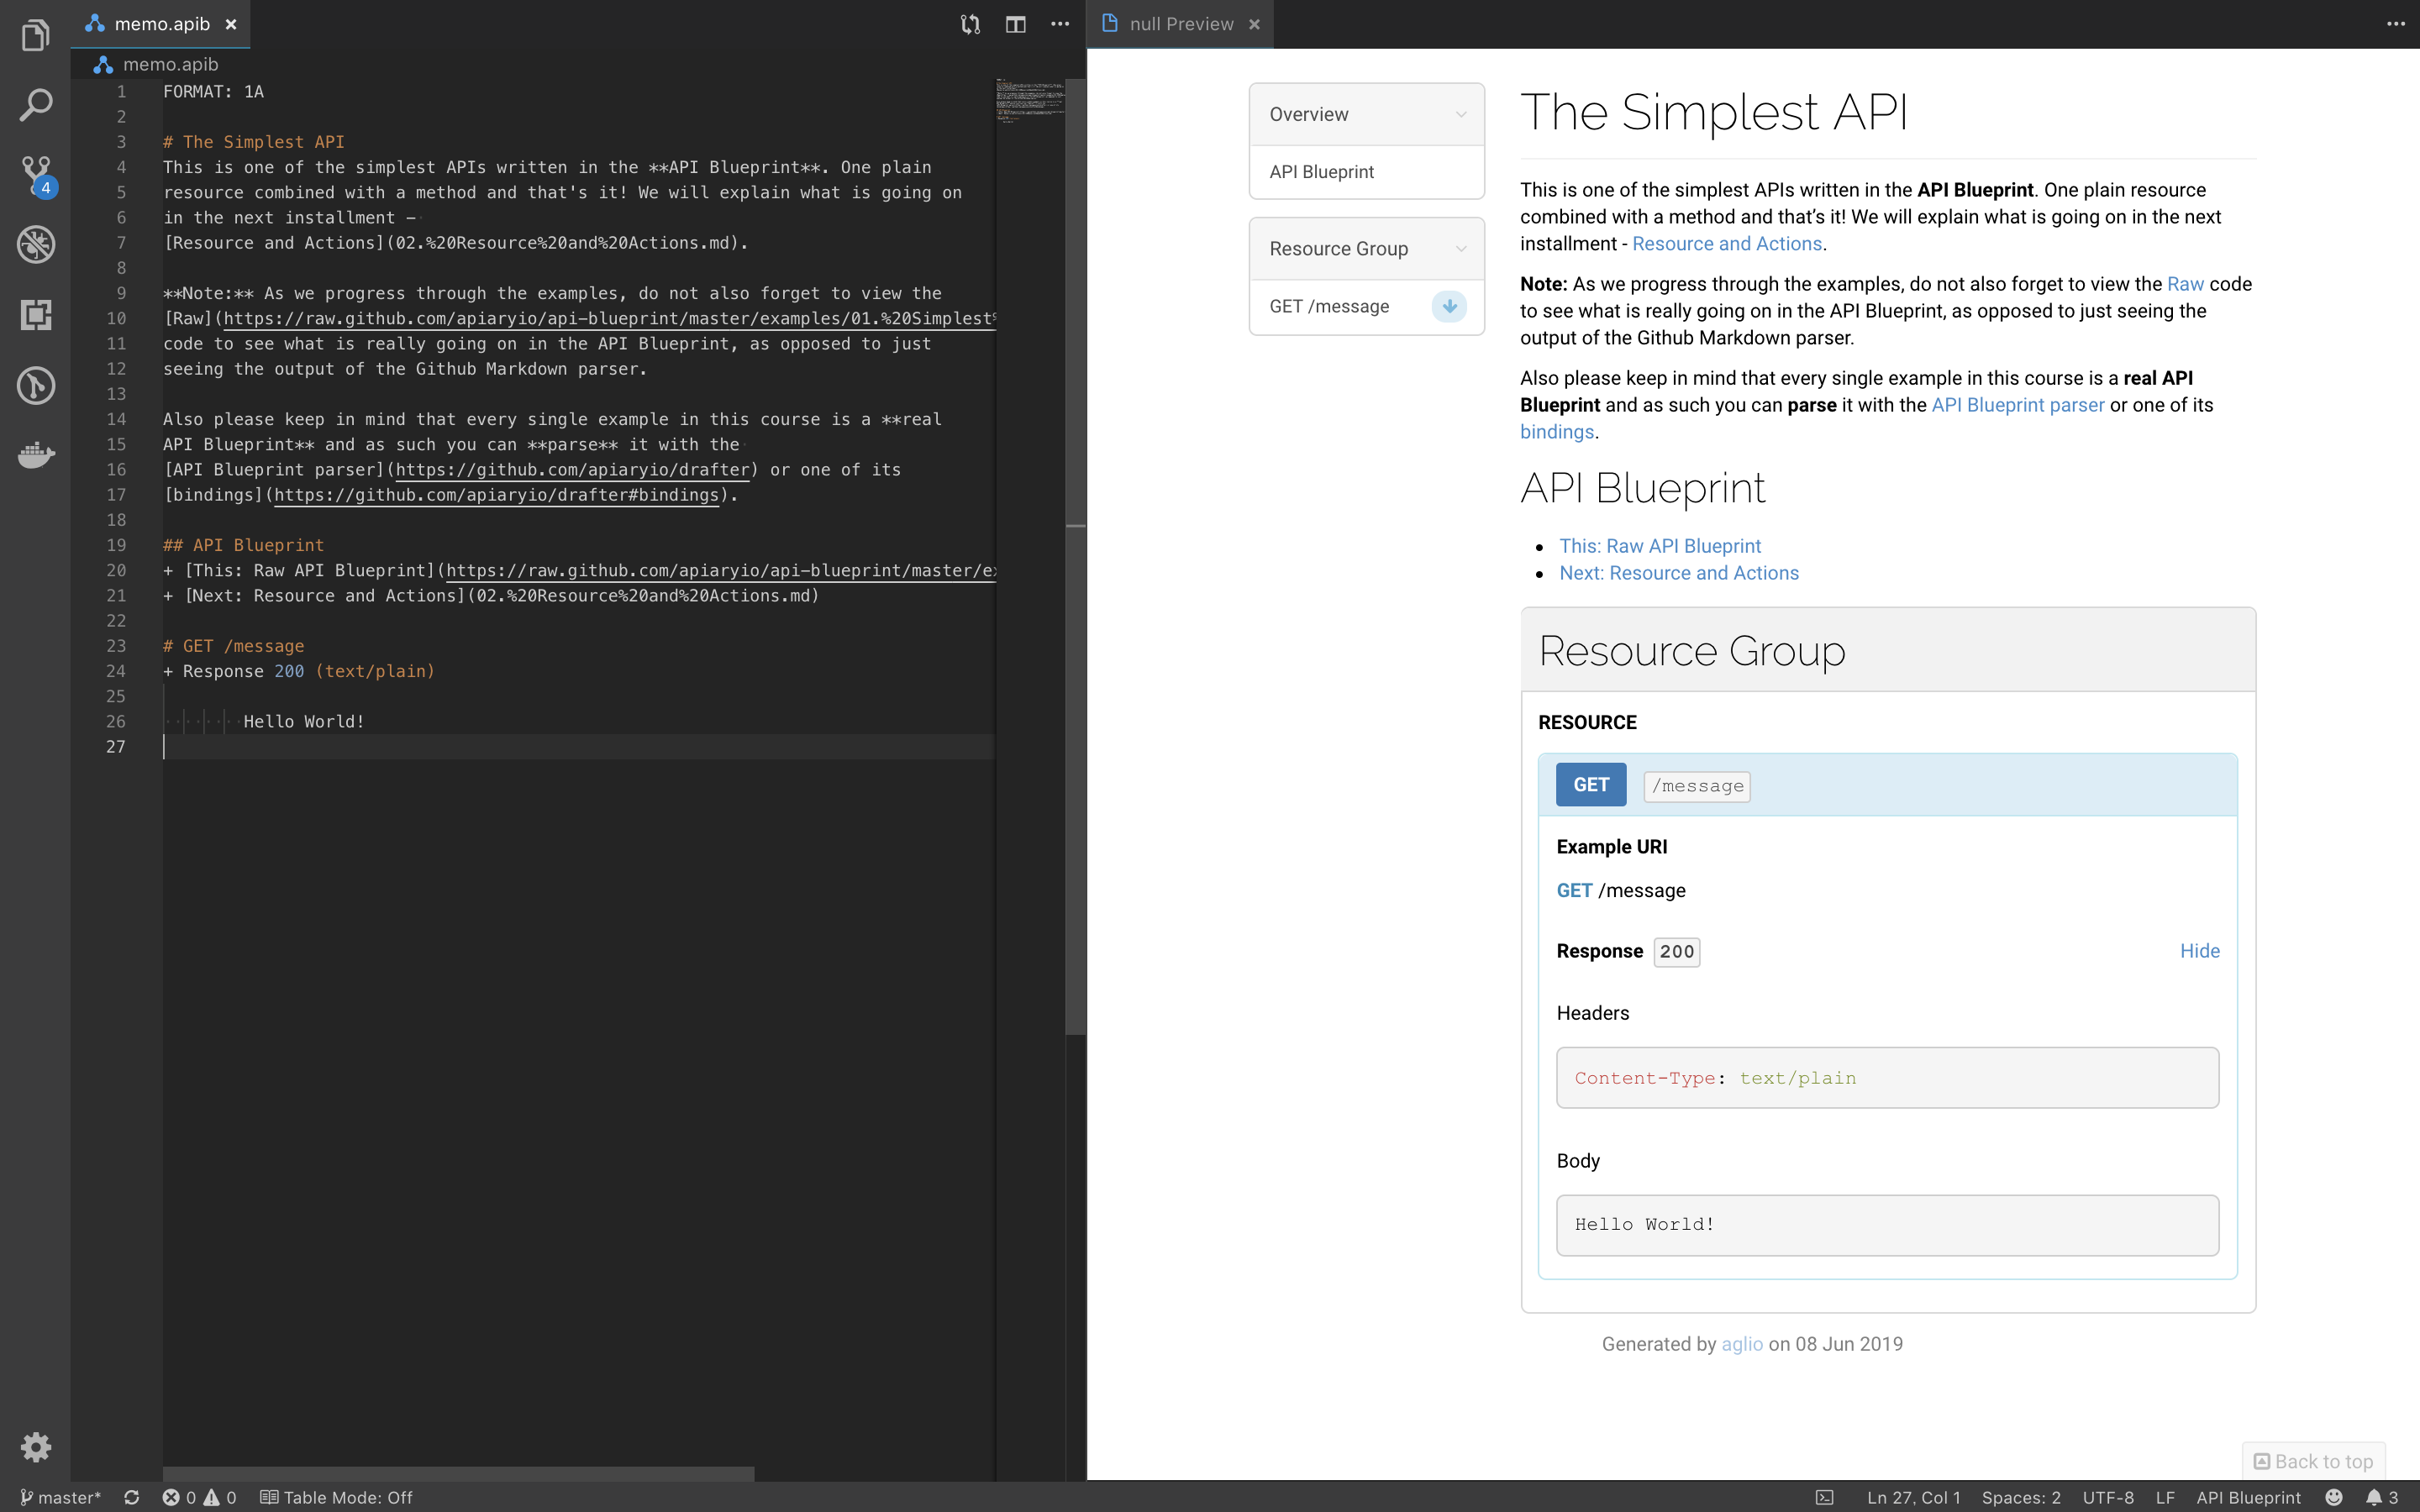 memo.apib
memo.apib
4
1 FORMAT: 1A
2
3 # The Simplest API
4 This is one of the simplest APIs written in the **API Blueprint**. One plain
5 resource combined with a method and that's it! We will explain what is going on
6 in the next installment -
7 [Resource and Actions](02.%20Resource%20and%20Actions.md).
8
9 **Note:** As we progress through the examples, do not also forget to view the
10 [Raw](https://raw.github.com/apiaryio/api-blueprint/master/examples/01.%20Simplest%
11 code to see what is really going on in the API Blueprint, as opposed to just
12 seeing the output of the Github Markdown parser.
13
14 Also please keep in mind that every single example in this course is a **real
15 API Blueprint** and as such you can **parse** it with the
16 [API Blueprint parser](https://github.com/apiaryio/drafter) or one of its
17 [bindings](https://github.com/apiaryio/drafter#bindings).
18
19 ## API Blueprint
20 + [This: Raw API Blueprint](https://raw.github.com/apiaryio/api-blueprint/master/ex
21 + [Next: Resource and Actions](02.%20Resource%20and%20Actions.md)
22
23 # GET /message
24 + Response 200 (text/plain)
25
26 Hello World!
27
null Preview
Overview
API Blueprint
Resource Group
GET /message
The Simplest API
This is one of the simplest APIs written in the API Blueprint. One plain resource
combined with a method and that’s it! We will explain what is going on in the next
installment - Resource and Actions.
Note: As we progress through the examples, do not also forget to view the Raw code
to see what is really going on in the API Blueprint, as opposed to just seeing the
output of the Github Markdown parser.
Also please keep in mind that every single example in this course is a real API
Blueprint and as such you can parse it with the API Blueprint parser or one of its
bindings.
API Blueprint
• This: Raw API Blueprint
• Next: Resource and Actions
Resource Group
RESOURCE
GET /message
Example URI
GET /message
Response 200 Hide
Headers
Content-Type: text/plain
Body
Hello World!
Generated by aglio on 08 Jun 2019
Back to top
master* 0 0 Table Mode: Off Ln 27, Col 1 Spaces: 2 UTF-8 LF API Blueprint 3